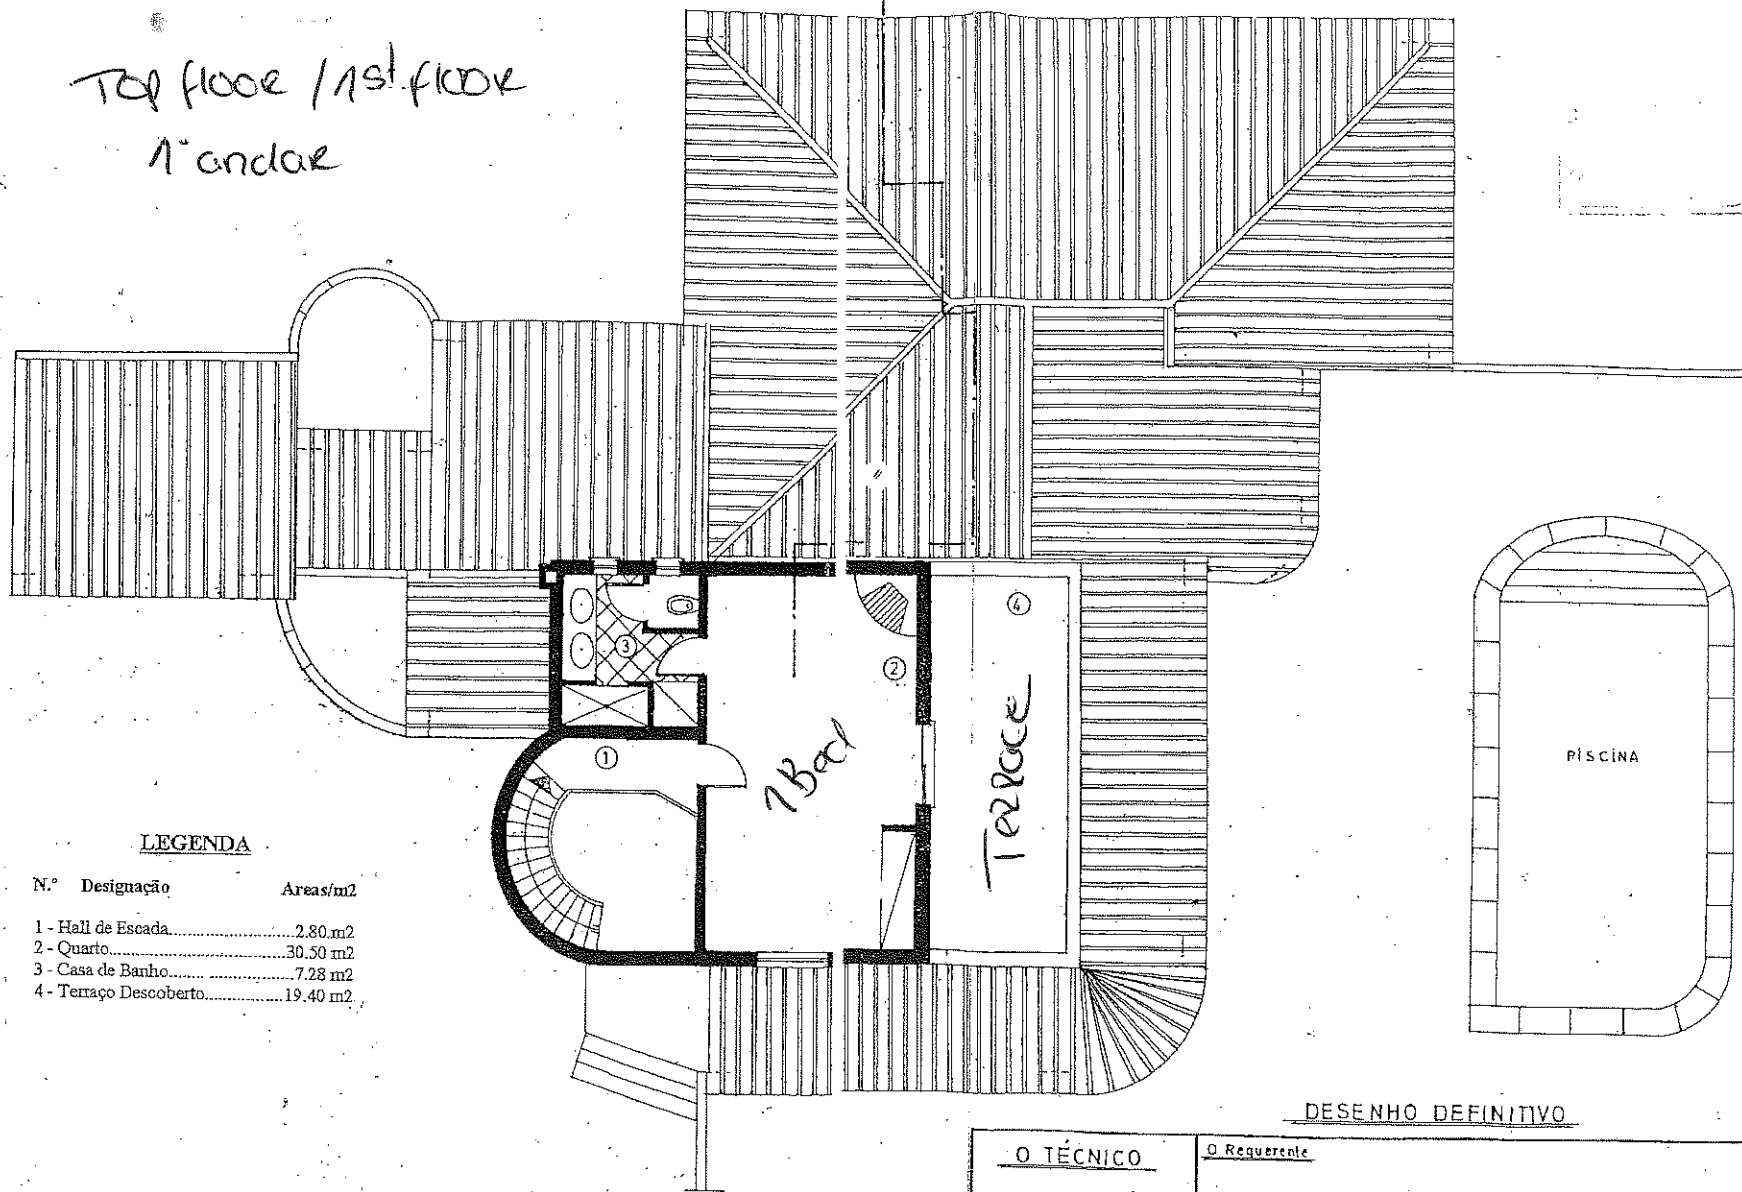 Top floor / 1st floor
1° andar
4
3
2
1 Bed
Terrace
1
PISCINA
LEGENDA
N.° Designação Areas/m2
1 - Hall de Escada..................2.80 m2
2 - Quarto..................30.50 m2
3 - Casa de Banho..................7.28 m2
4 - Terraço Descoberto..................19.40 m2
DESENHO DEFINITIVO
O TÉCNICO
O Requerente